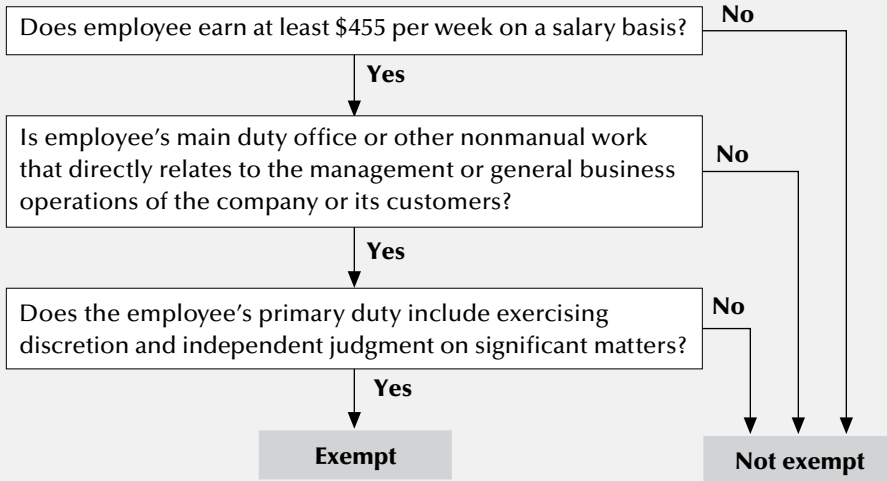 Does employee earn at least $455 per week on a salary basis?
No
Yes
Is employee’s main duty office or other nonmanual work
that directly relates to the management or general business
operations of the company or its customers?
No
Yes
Does the employee’s primary duty include exercising
discretion and independent judgment on significant matters?
No
Yes
Exempt
Not exempt